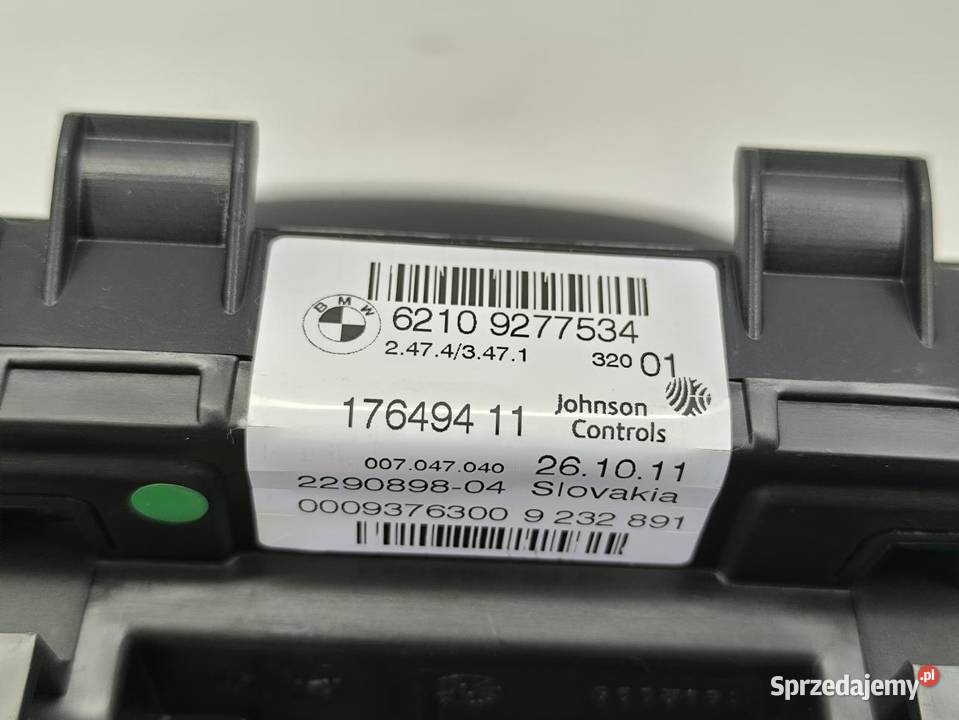 BMW
6210 9277534
2.47.4/3.47.1
320 01
176494 11
Johnson
Controls
007.047.040
26.10.11
2290898-04
Slovakia
0009376300 9 232 891
Sprzedajemy.pl